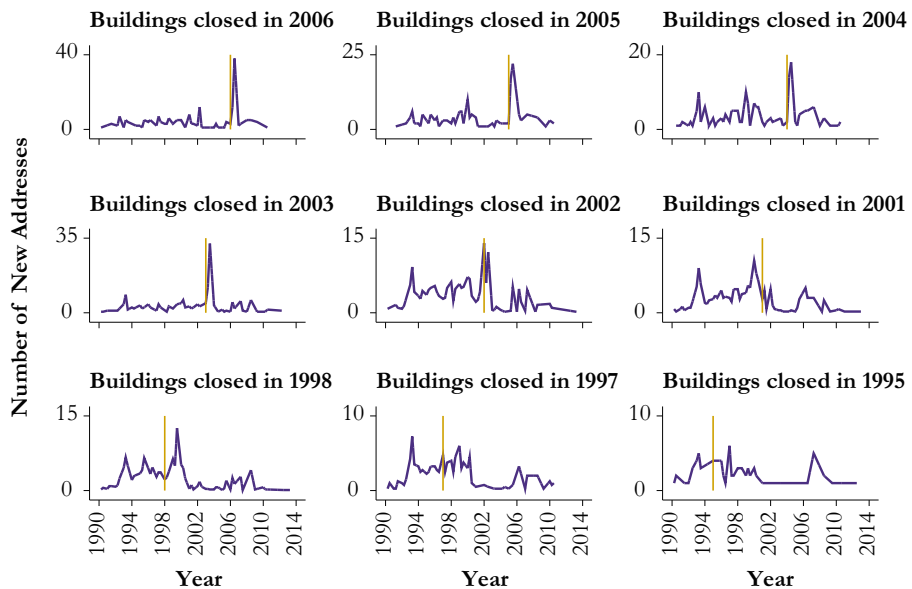 Buildings closed in 2006
Buildings closed in 2005
Buildings closed in 2004
40
0
25
0
20
0
Number of New Addresses
Buildings closed in 2003
Buildings closed in 2002
Buildings closed in 2001
35
0
15
0
15
0
Buildings closed in 1998
Buildings closed in 1997
Buildings closed in 1995
15
0
10
0
10
0
1990 1994 1998 2002 2006 2010 2014
1990 1994 1998 2002 2006 2010 2014
1990 1994 1998 2002 2006 2010 2014
Year
Year
Year